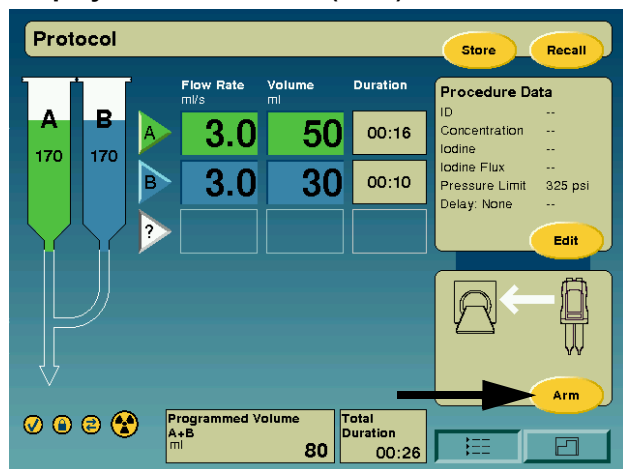 Protocol
Store
Recall
Flow Rate
ml/s
Volume
ml
Duration
A
170
B
170
A
3.0
50
00:16
B
3.0
30
00:10
?
Procedure Data
ID --
Concentration --
Iodine --
Iodine Flux --
Pressure Limit 325 psi
Delay: None --
Edit
Arm
Programmed Volume
A+B
ml
80
Total
Duration
00:26